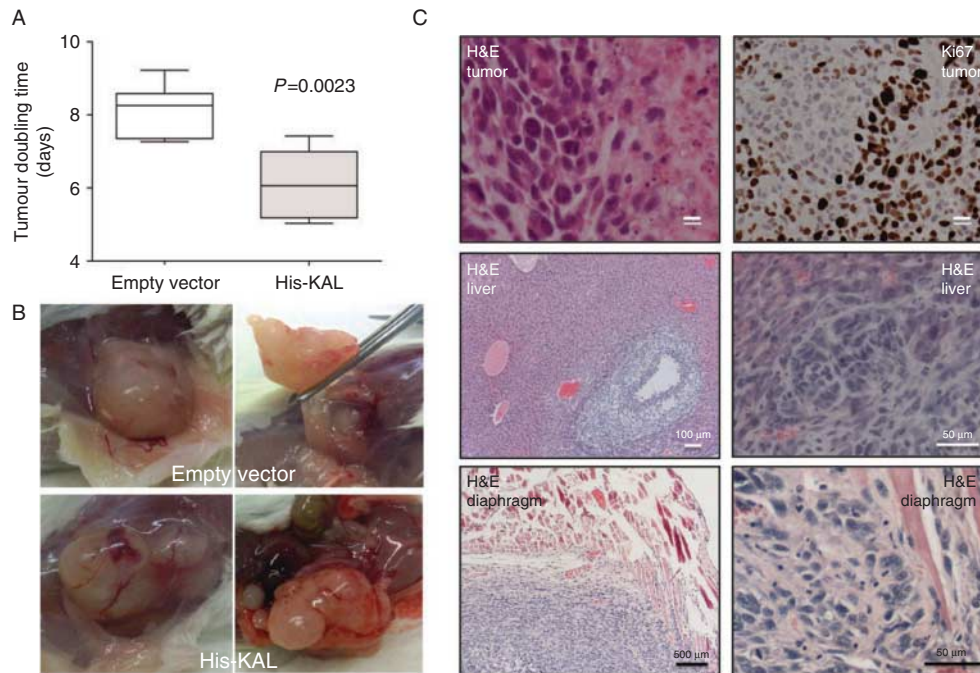 A
Tumour doubling time
(days)
10
8
6
4
P=0.0023
Empty vector
His-KAL
B
Empty vector
His-KAL
C
H&E
tumor
Ki67
tumor
H&E
liver
100 µm
H&E
liver
50 µm
H&E
diaphragm
500 µm
H&E
diaphragm
50 µm